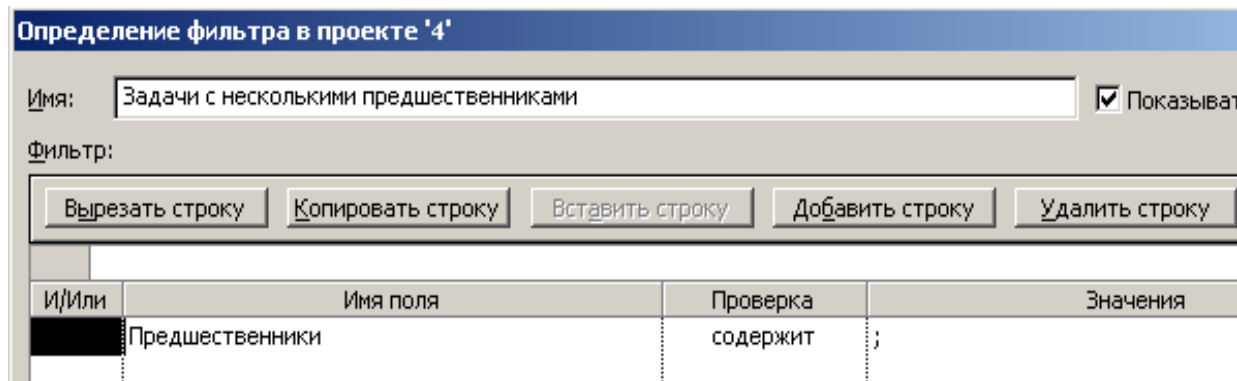 Определение фильтра в проекте '4'
Имя: Задачи с несколькими предшественниками Показыват
Фильтр:
Вырезать строку Копировать строку Вставить строку Добавить строку Удалить строку
И/Или Имя поля Проверка Значения
Предшественники содержит ;